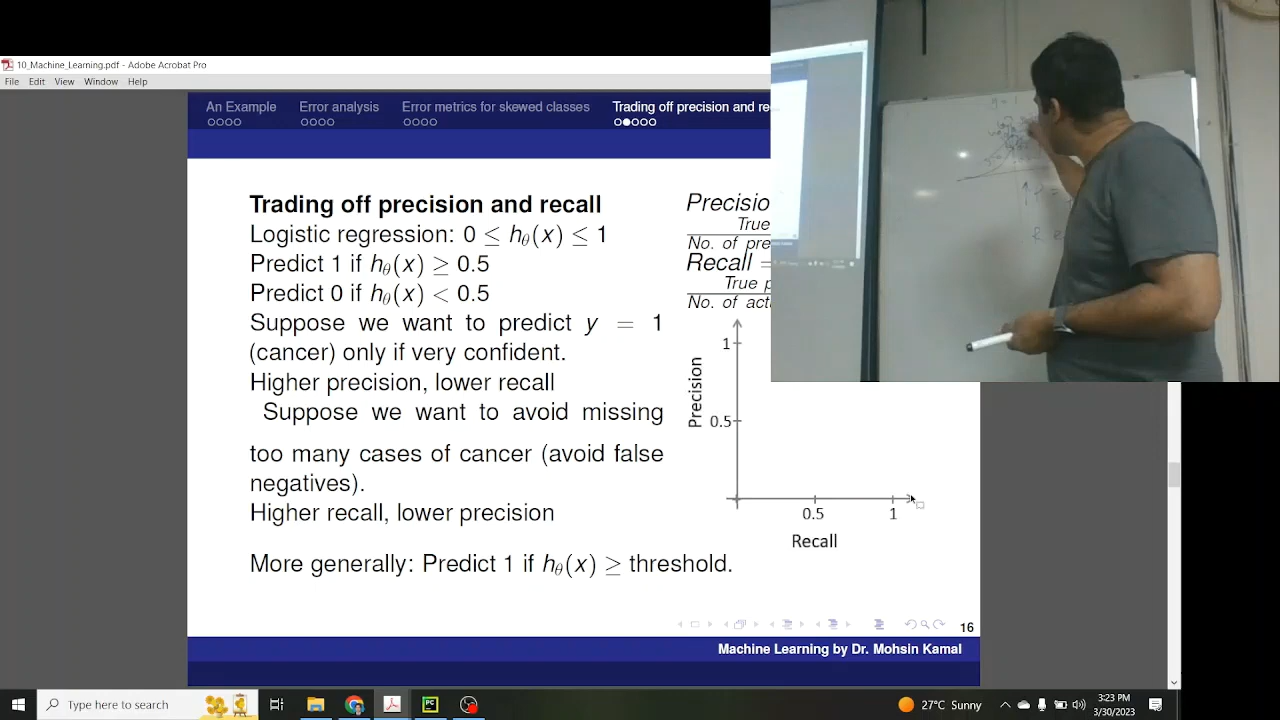 10_Machine_Learning.pdf - Adobe Acrobat Pro
File Edit View Window Help
An Example Error analysis Error metrics for skewed classes Trading off precision and re
Trading off precision and recall
Logistic regression: 0 ≤ hθ(x) ≤ 1
Predict 1 if hθ(x) ≥ 0.5
Predict 0 if hθ(x) < 0.5
Suppose we want to predict y = 1
(cancer) only if very confident.
Higher precision, lower recall
Suppose we want to avoid missing
too many cases of cancer (avoid false
negatives).
Higher recall, lower precision
More generally: Predict 1 if hθ(x) ≥ threshold.
Precisio
True
No. of pre
Recall =
True p
No. of actu
1
Precision
0.5
0.5 1
Recall
16
Machine Learning by Dr. Mohsin Kamal
Type here to search
27°C Sunny
3:23 PM
3/30/2023